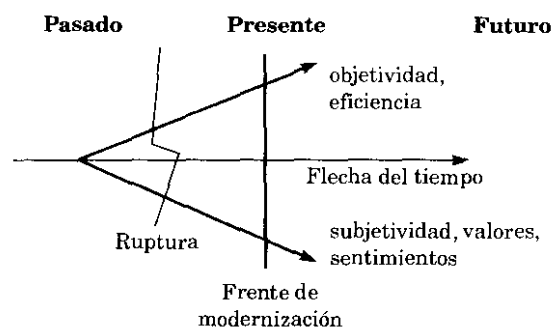 Pasado Presente Futuro
objetividad,
eficiencia
Flecha del tiempo
Ruptura
subjetividad, valores,
sentimientos
Frente de
modernización